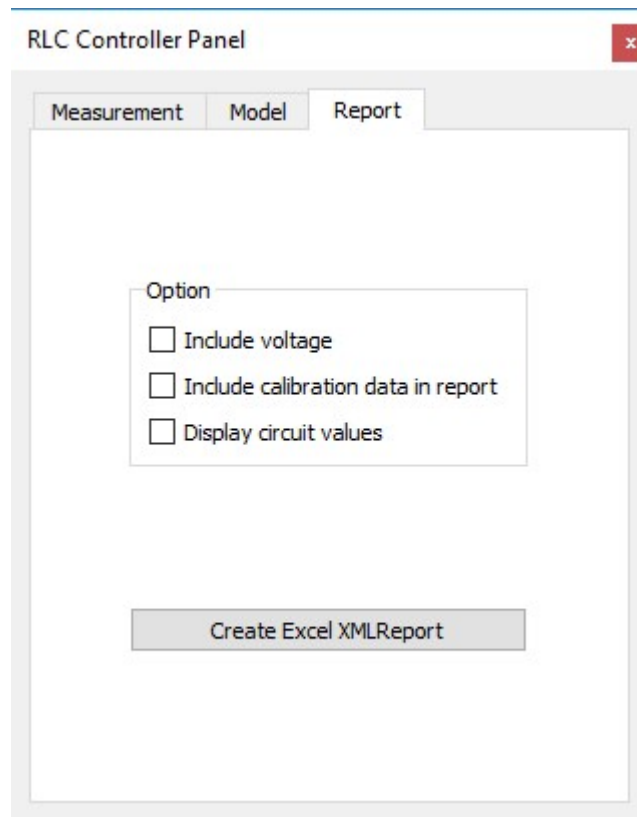 RLC Controller Panel
x
Measurement Model Report
Option
Include voltage
Include calibration data in report
Display circuit values
Create Excel XMLReport